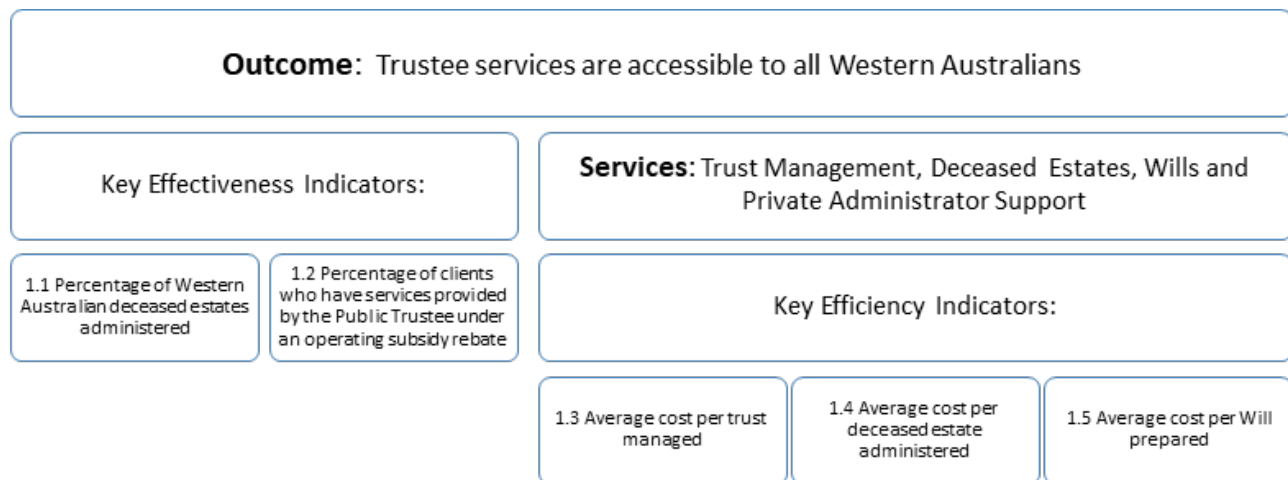 Outcome: Trustee services are accessible to all Western Australians
Key Effectiveness Indicators:
Services: Trust Management, Deceased Estates, Wills and
Private Administrator Support
1.1 Percentage of Western
Australian deceased estates
administered
1.2 Percentage of clients
who have services provided
by the Public Trustee under
an operating subsidy rebate
Key Efficiency Indicators:
1.3 Average cost per trust
managed
1.4 Average cost per
deceased estate
administered
1.5 Average cost per Will
prepared